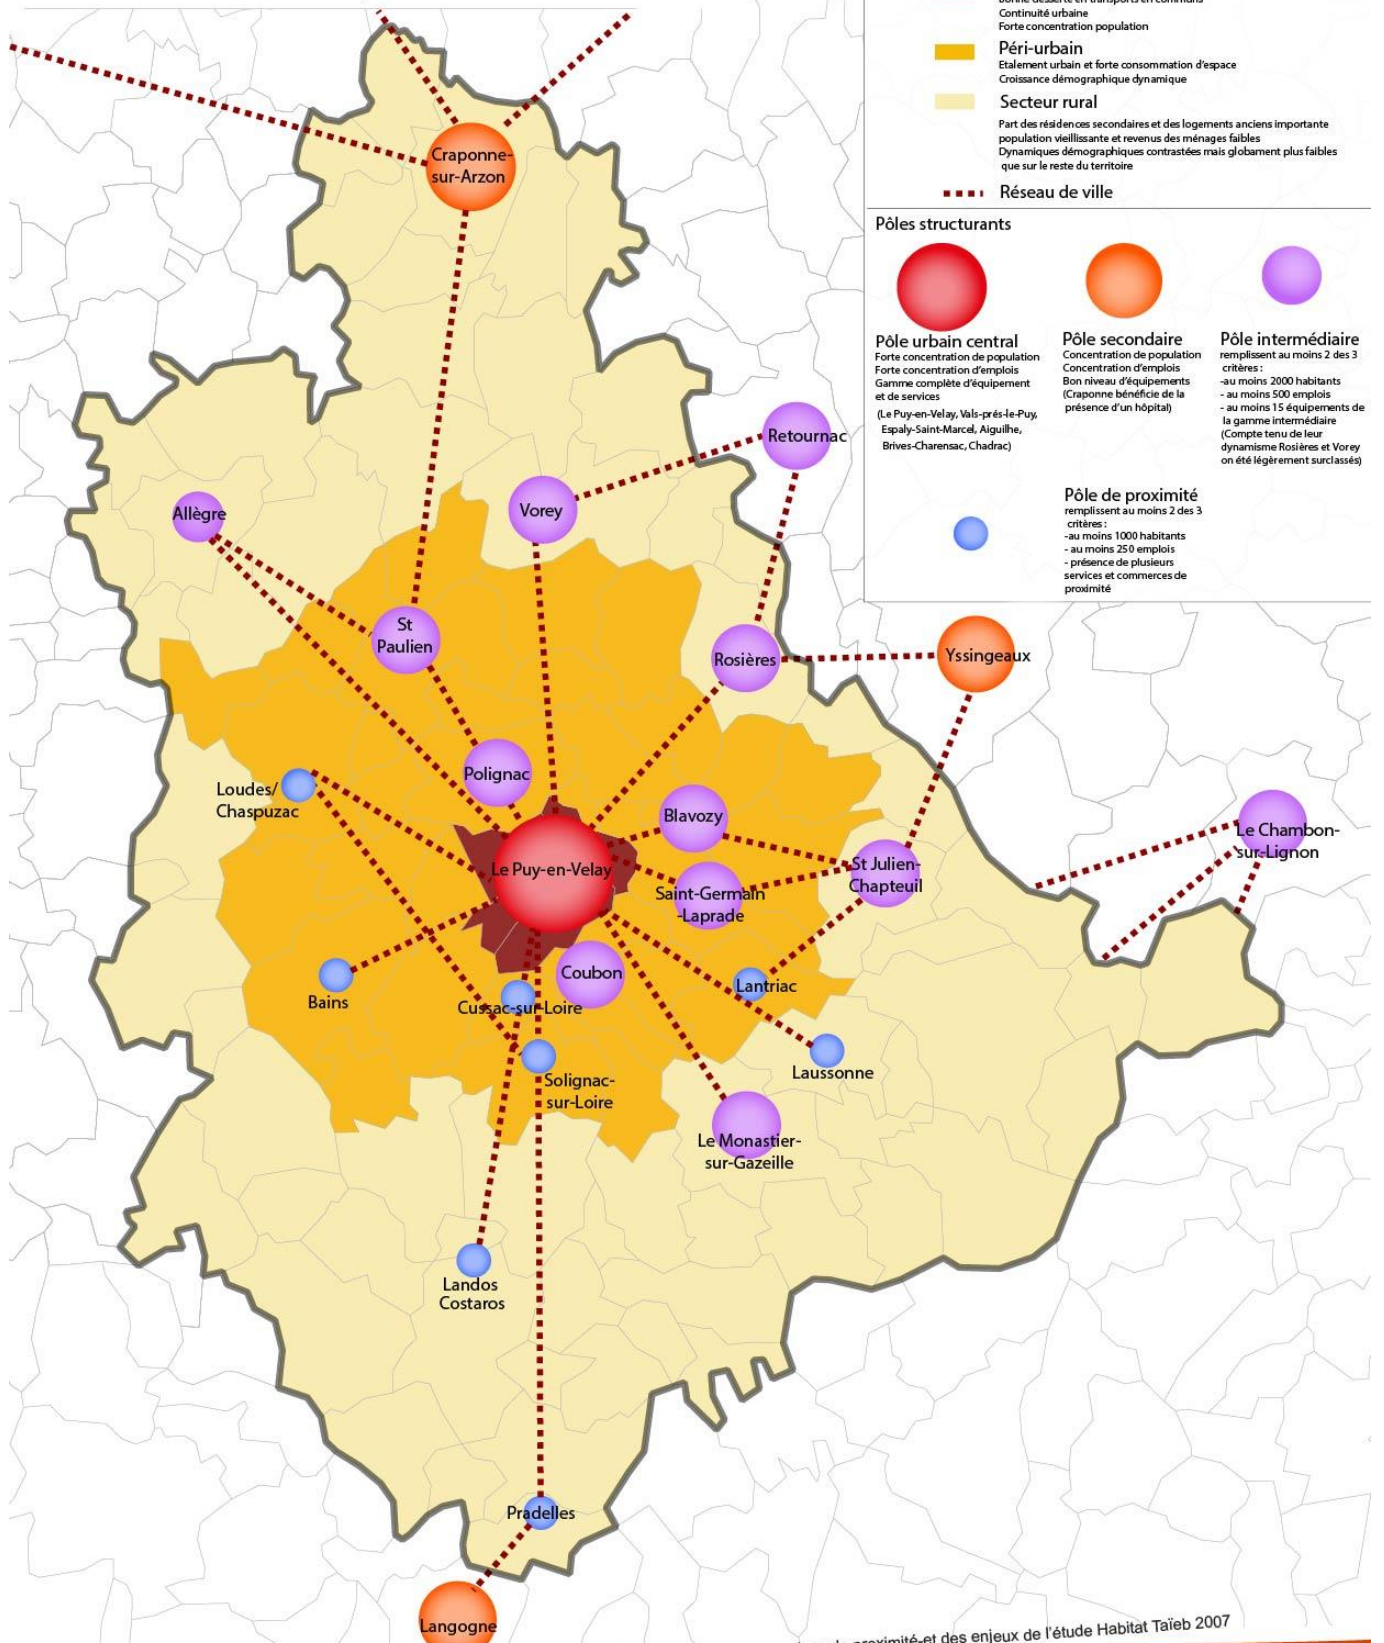 Bonne desserte en transports en communs
Continuité urbaine
Forte concentration population
Péri-urbain
Etalement urbain et forte consommation d'espace
Croissance démographique dynamique
Secteur rural
Part des résidences secondaires et des logements anciens importante
population vieillissante et revenus des ménages faibles
Dynamiques démographiques contrastées mais globament plus faibles
que sur le reste du territoire
Réseau de ville
Pôles structurants
Pôle urbain central
Forte concentration de population
Forte concentration d'emplois
Gamme complète d'équipement
et de services
(Le Puy-en-Velay, Vals-prés-le-Puy,
Espaly-Saint-Marcel, Aiguilhe,
Brives-Charensac, Chadrac)
Pôle secondaire
Concentration de population
Concentration d'emplois
Bon niveau d'équipements
(Craponne bénéficie de la
présence d'un hôpital)
Pôle intermédiaire
remplissent au moins 2 des 3
critères :
-au moins 2000 habitants
- au moins 500 emplois
- au moins 15 équipements de
la gamme intermédiaire
(Compte tenu de leur
dynamisme Rosières et Vorey
on été légèrement surclassés)
Pôle de proximité
remplissent au moins 2 des 3
critères :
-au moins 1000 habitants
- au moins 250 emplois
- présence de plusieurs
services et commerces de
proximité
Craponne-
sur-Arzon
Retournac
Vorey
Allègre
St
Paulien
Rosières
Yssingeaux
Polignac
Loudes/
Chaspuzac
Blavozy
Le Chambon-
sur-Lignon
Le Puy-en-Velay
St Julien-
Chapteuil
Saint-Germain
-Laprade
Coubon
Bains
Cussac-sur-Loire
Lantriac
Laussonne
Solignac-
sur-Loire
Le Monastier-
sur-Gazeille
Landos
Costaros
Pradelles
Langogne
proximité et des enjeux de l'étude Habitat Taïeb 2007